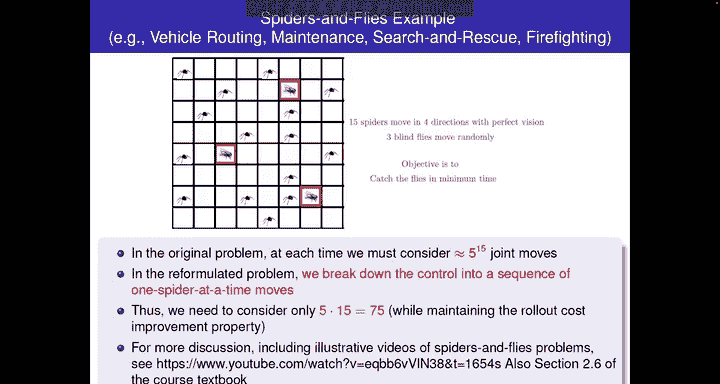 Spiders-and-Flies Example
(e.g., Vehicle Routing, Maintenance, Search-and-Rescue, Firefighting)
15 spiders move in 4 directions with perfect vision
3 blind flies move randomly
Objective is to
Catch the flies in minimum time
In the original problem, at each time we must consider ≈ 5¹⁵ joint moves
In the reformulated problem, we break down the control into a sequence of
one-spider-at-a-time moves
Thus, we need to consider only 5 · 15 = 75 (while maintaining the rollout cost
improvement property)
For more discussion, including illustrative videos of spiders-and-flies problems,
see https://www.youtube.com/watch?v=eqbb6vVlN38&t=1654s Also Section 2.6 of
the course textbook